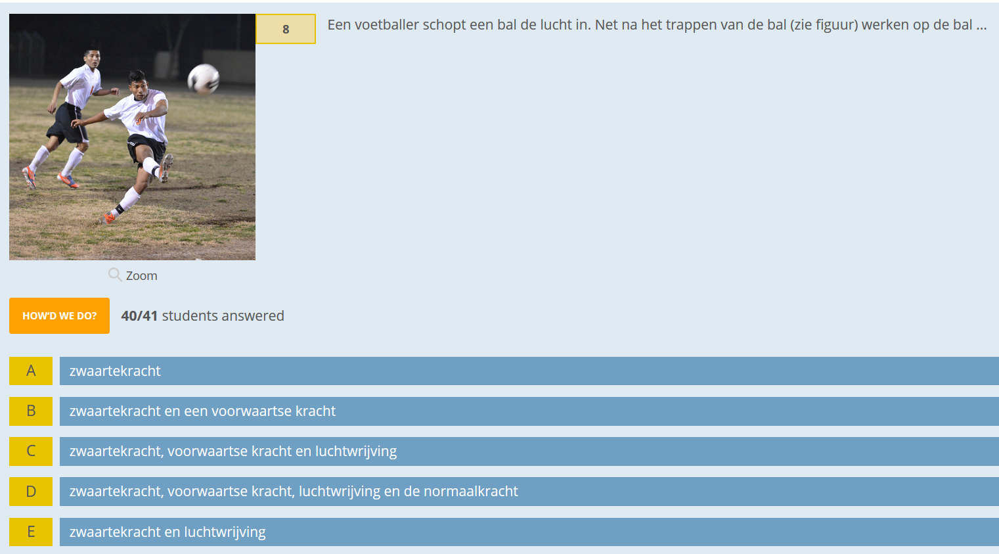 8
Een voetballer schopt een bal de lucht in. Net na het trappen van de bal (zie figuur) werken op de bal ...
Zoom
HOW'D WE DO?
40/41 students answered
A
zwaartekracht
B
zwaartekracht en een voorwaartse kracht
C
zwaartekracht, voorwaartse kracht en luchtwrijving
D
zwaartekracht, voorwaartse kracht, luchtwrijving en de normaalkracht
E
zwaartekracht en luchtwrijving